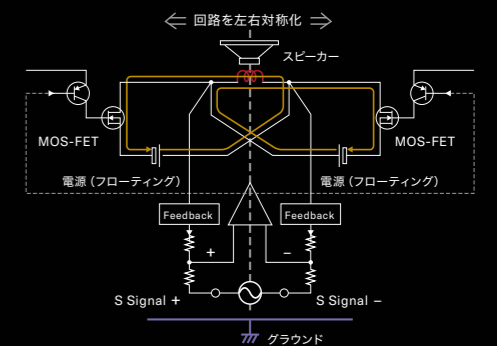 回路を左右対称化
スピーカー
MOS-FET
MOS-FET
電源（フローティング）
電源（フローティング）
Feedback
Feedback
+
−
S Signal +
S Signal −
グラウンド